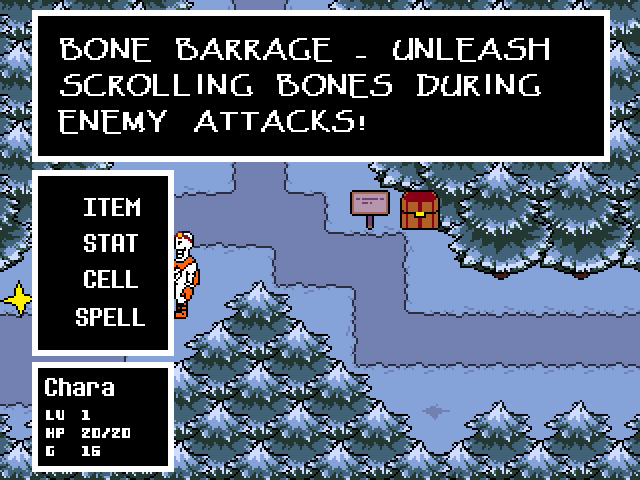 BONE BARRAGE - UNLEASH
SCROLLING BONES DURING
ENEMY ATTACKS!
ITEM
STAT
CELL
SPELL
Chara
LV 1
HP 20/20
G 16